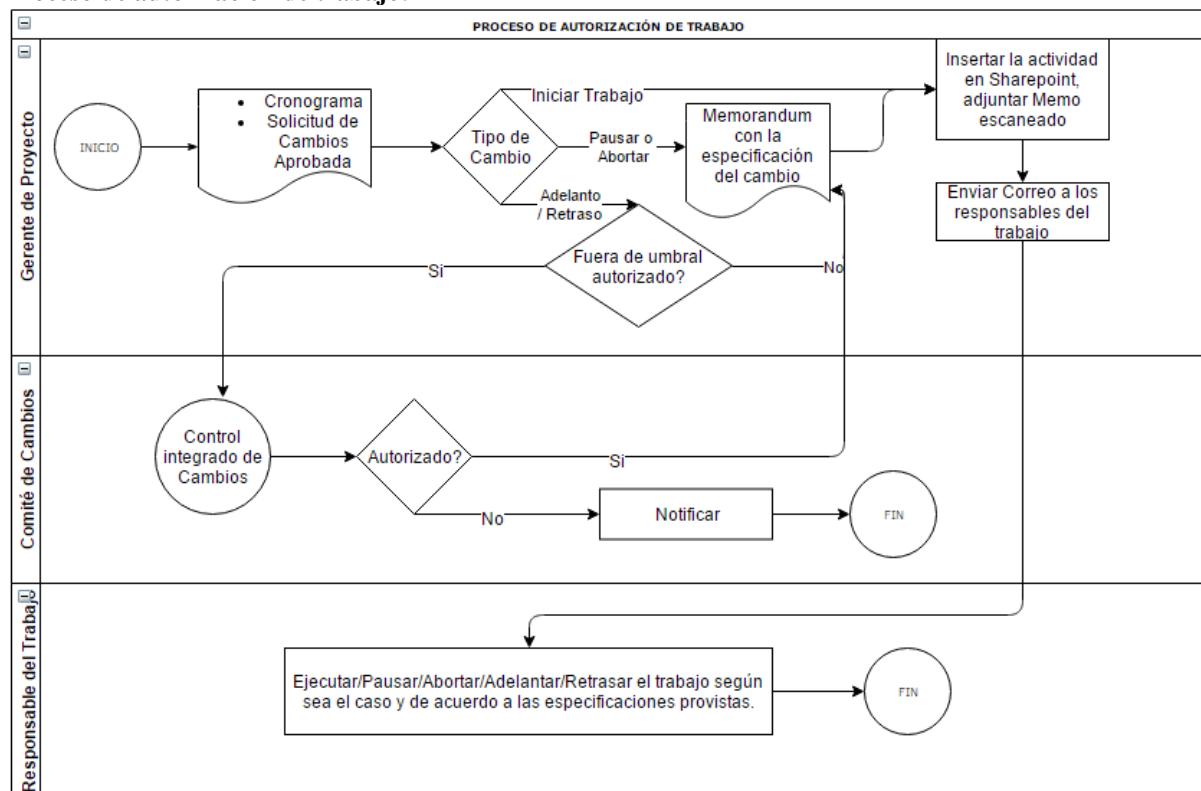 PROCESO DE AUTORIZACIÓN DE TRABAJO
Gerente de Proyecto
INICIO
Cronograma
Solicitud de
Cambios
Aprobada
Tipo de
Cambio
Iniciar Trabajo
Pausar o
Abortar
Adelanto
/ Retraso
Memorandum
con la
especificación
del cambio
Insertar la actividad
en Sharepoint,
adjuntar Memo
escaneado
Enviar Correo a los
responsables del
trabajo
Fuera de umbral
autorizado?
Si
No
Comité de Cambios
Control
integrado de
Cambios
Autorizado?
Si
No
Notificar
FIN
Responsable del Trabajo
Ejecutar/Pausar/Abortar/Adelantar/Retrasar el trabajo según
sea el caso y de acuerdo a las especificaciones provistas.
FIN